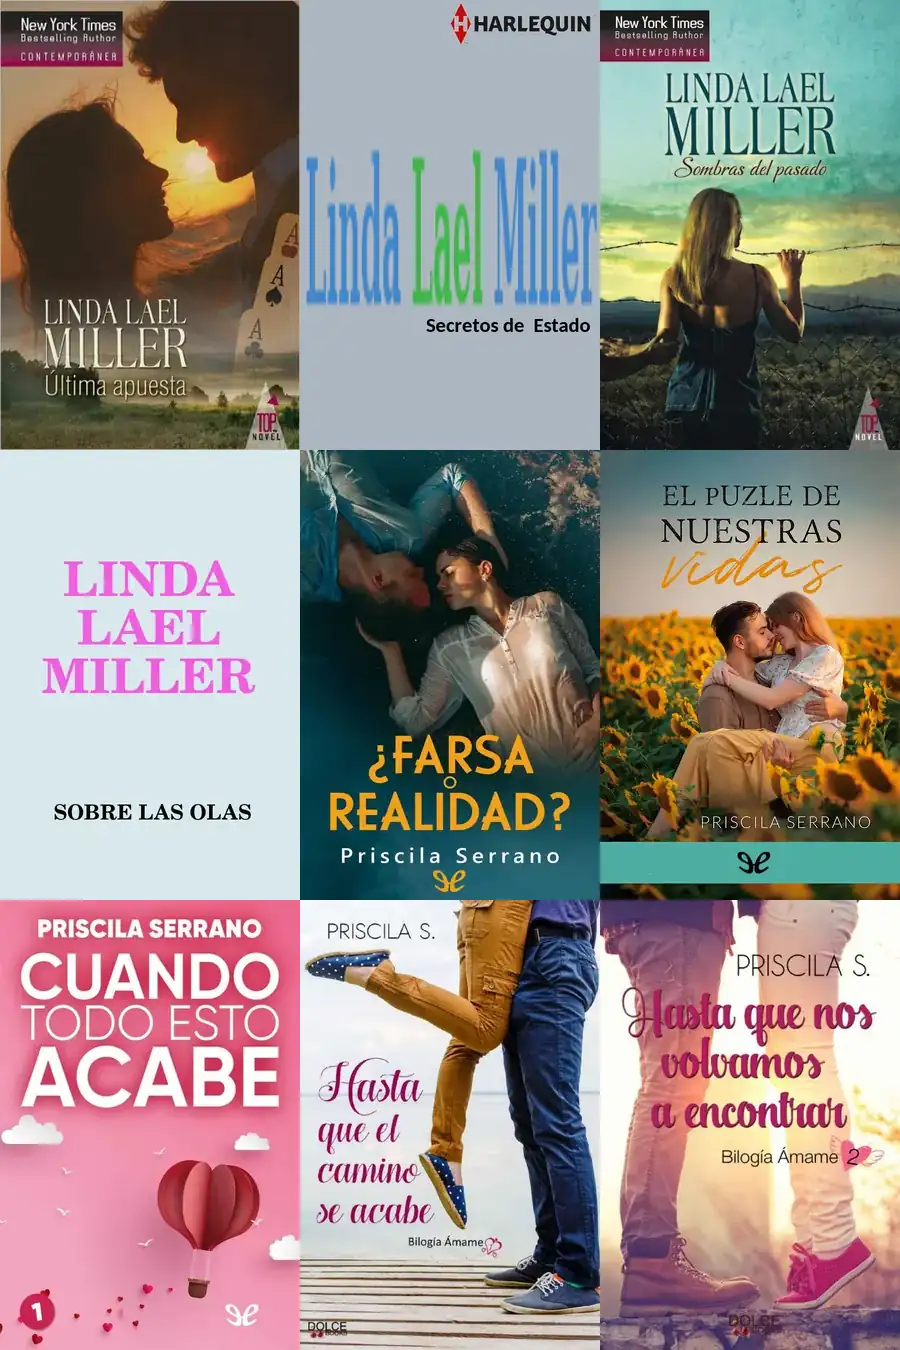 New York Times
Bestselling Author
CONTEMPORÁNEA
LINDA LAEL
MILLER
Última apuesta
TOP
NOVEL
HARLEQUIN
Linda Lael Miller
Secretos de Estado
New York Times
Bestselling Author
CONTEMPORÁNEA
LINDA LAEL
MILLER
Sombras del pasado
TOP
NOVEL
LINDA
LAEL
MILLER
SOBRE LAS OLAS
¿FARSA
O
REALIDAD?
Priscila Serrano
EL PUZLE DE
NUESTRAS
vidas
PRISCILA SERRANO
PRISCILA SERRANO
CUANDO
TODO ESTO
ACABE
1
PRISCILA S.
Hasta
que el
camino
se acabe
Bilogía Ámame
DOLCE
BOOKS
PRISCILA S.
Hasta que nos
volvamos
a encontrar
Bilogía Ámame 2
DOLCE
BOOKS